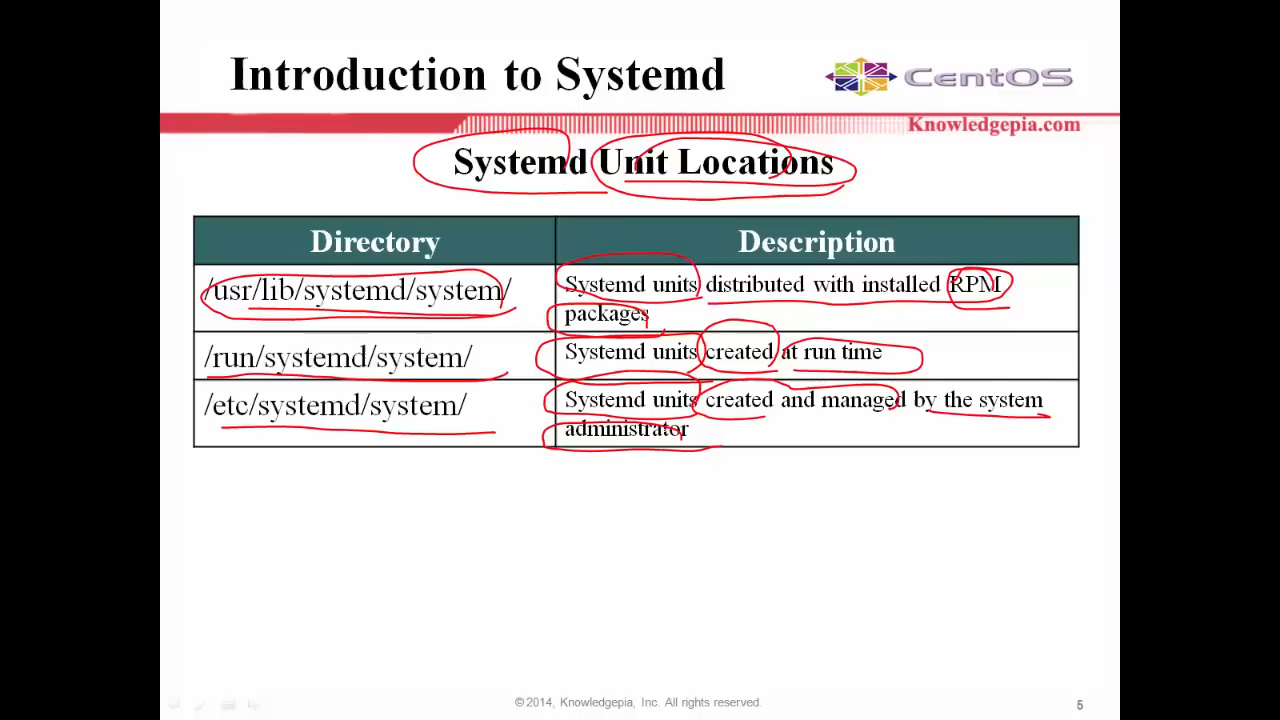 Introduction to Systemd
CentOS
Knowledgepia.com
Systemd Unit Locations
Directory
Description
/usr/lib/systemd/system/
Systemd units distributed with installed RPM
packages
/run/systemd/system/
Systemd units created at run time
/etc/systemd/system/
Systemd units created and managed by the system
administrator
© 2014, Knowledgepia, Inc. All rights reserved.
5